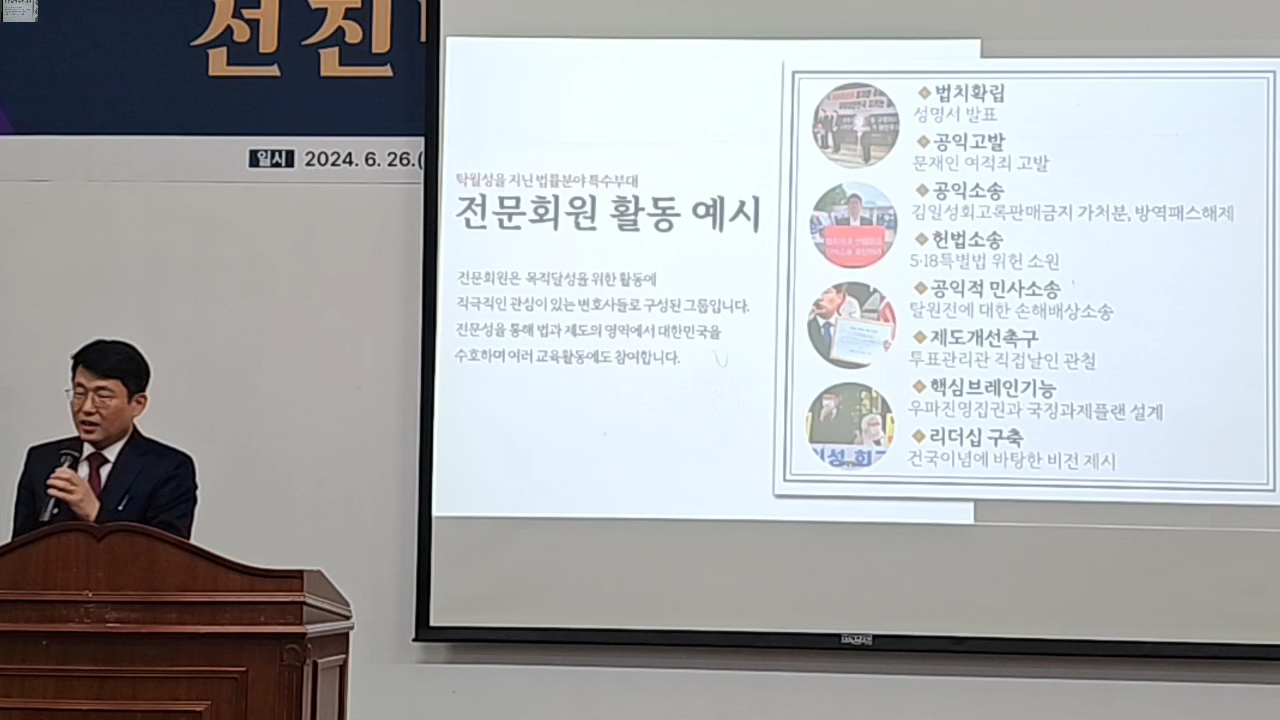 선진
일시 2024. 6. 26.(
탁월성을 지닌 법률분야 특수부대
전문회원 활동 예시
전문회원은 목적달성을 위한 활동에
적극적인 관심이 있는 변호사들로 구성된 그룹입니다.
전문성을 통해 법과 제도의 영역에서 대한민국을
수호하며 여러 교육활동에도 참여합니다.
법치확립
성명서 발표
공익고발
문재인 여적죄 고발
공익소송
김일성회고록판매금지 가처분, 방역패스해제
헌법소송
5·18특별법 위헌 소원
공익적 민사소송
탈원전에 대한 손해배상소송
제도개선촉구
투표관리관 직접날인 관철
핵심브레인기능
우파진영집권과 국정과제플랜 설계
리더십 구축
건국이념에 바탕한 비전 제시